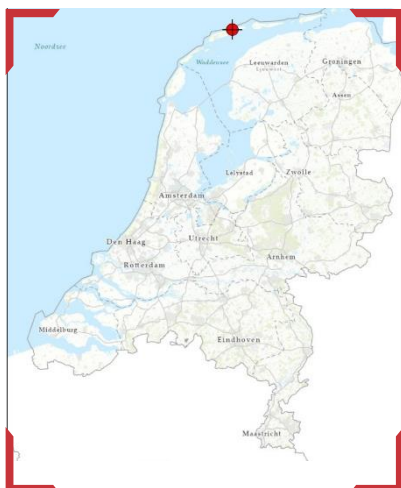 Noordzee
Waddenzee
Leeuwarden
Groningen
Assen
Lelystad
Zwolle
Amsterdam
Den Haag
Utrecht
Rotterdam
Arnhem
Middelburg
Eindhoven
Maastricht